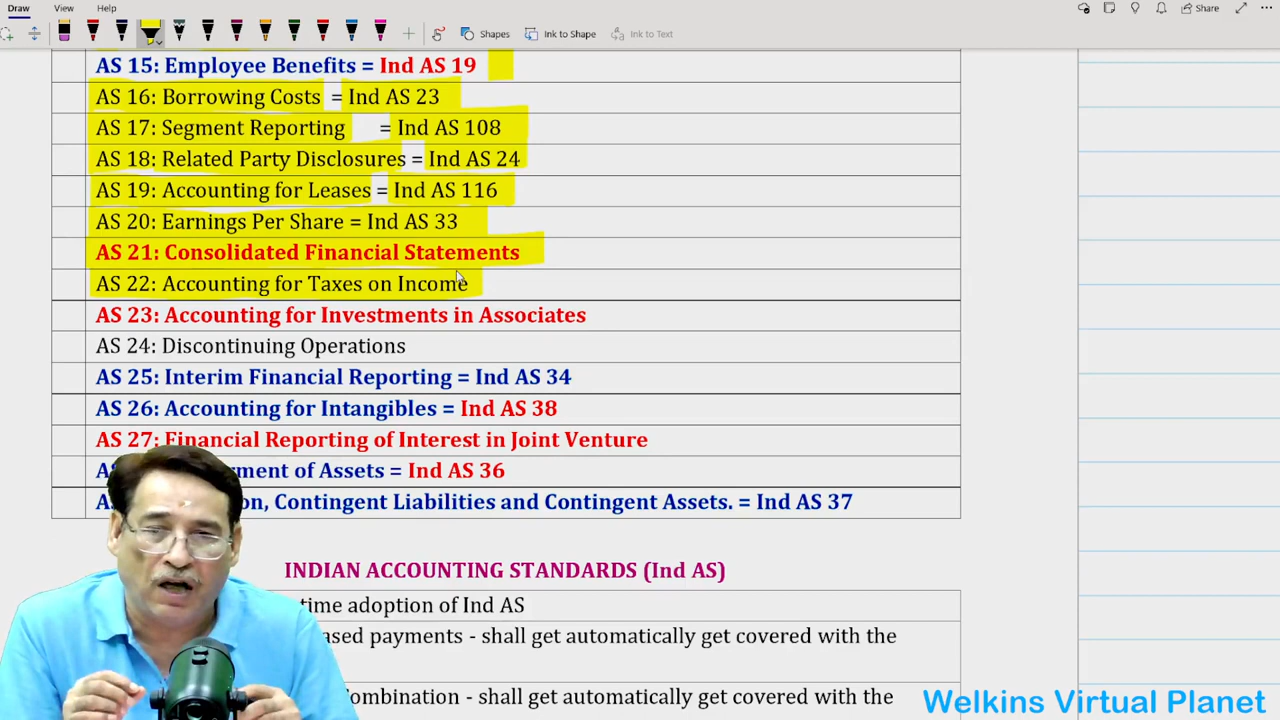 Draw View Help
Share
Shapes Ink to Shape Ink to Text
AS 15: Employee Benefits = Ind AS 19
AS 16: Borrowing Costs = Ind AS 23
AS 17: Segment Reporting = Ind AS 108
AS 18: Related Party Disclosures = Ind AS 24
AS 19: Accounting for Leases = Ind AS 116
AS 20: Earnings Per Share = Ind AS 33
AS 21: Consolidated Financial Statements
AS 22: Accounting for Taxes on Income
AS 23: Accounting for Investments in Associates
AS 24: Discontinuing Operations
AS 25: Interim Financial Reporting = Ind AS 34
AS 26: Accounting for Intangibles = Ind AS 38
AS 27: Financial Reporting of Interest in Joint Venture
of Assets = Ind AS 36
Contingent Liabilities and Contingent Assets. = Ind AS 37
INDIAN ACCOUNTING STANDARDS (Ind AS)
time adoption of Ind AS
payments - shall get automatically get covered with the
ombination - shall get automatically get covered with the
Welkins Virtual Planet